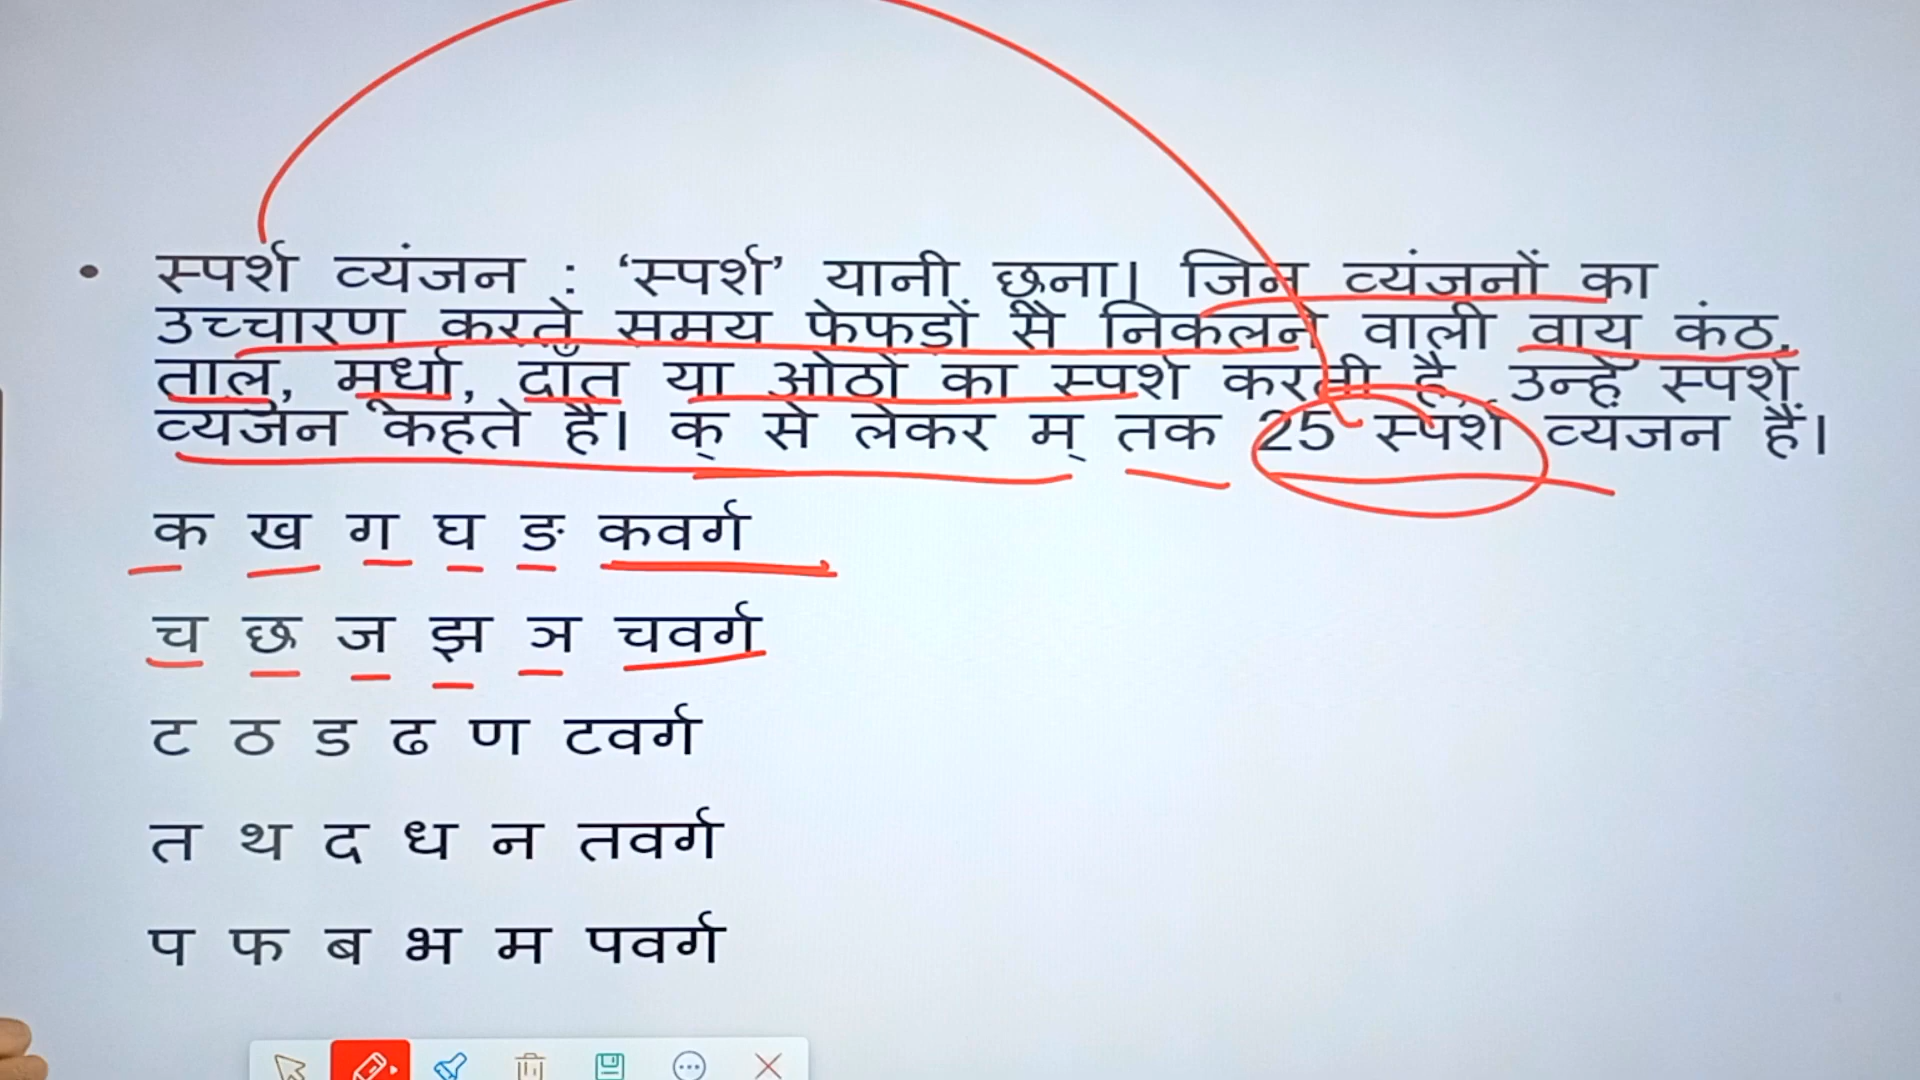 • स्पर्श व्यंजन : ‘स्पर्श’ यानी छूना। जिन व्यंजनों का
उच्चारण करते समय फेफड़ों से निकलने वाली वायु कंठ,
तालु, मूर्धा, दाँत या ओठों का स्पर्श करती है, उन्हें स्पर्श
व्यंजन कहते हैं। क् से लेकर म् तक 25 स्पर्श व्यंजन हैं।
क ख ग घ ङ कवर्ग
च छ ज झ ञ चवर्ग
ट ठ ड ढ ण टवर्ग
त थ द ध न तवर्ग
प फ ब भ म पवर्ग